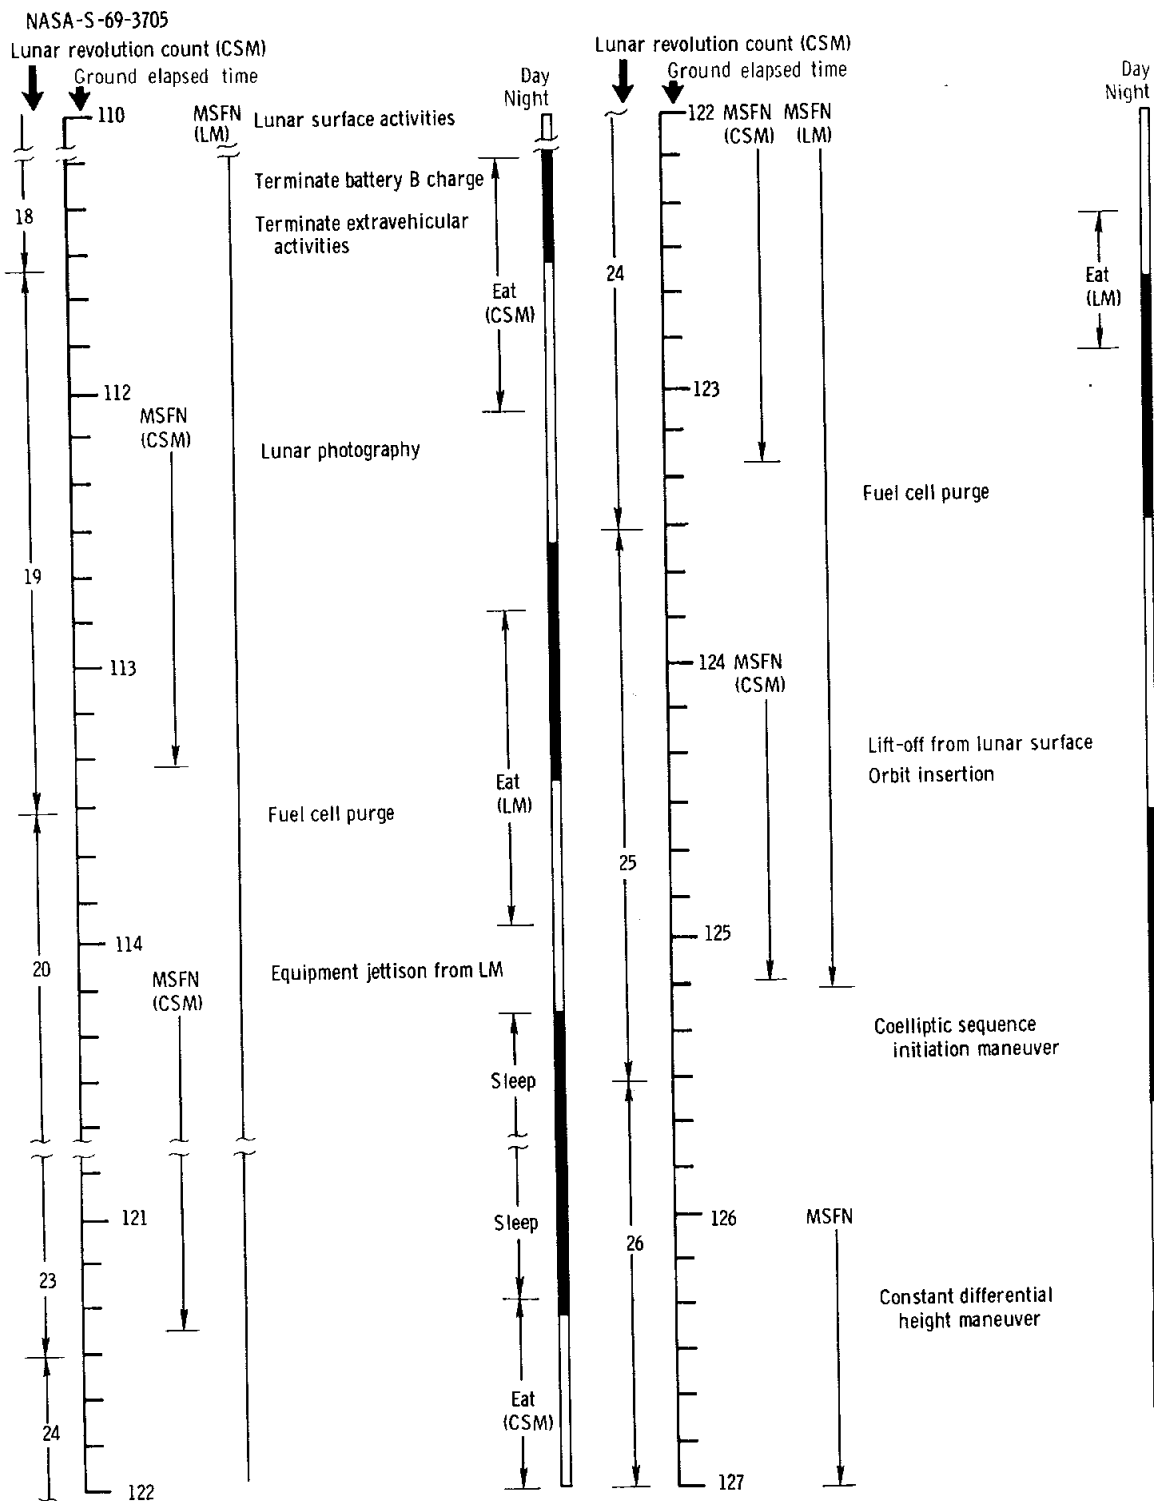 NASA-S-69-3705
Lunar revolution count (CSM)
Ground elapsed time
Day
Night
110
MSFN
(LM)
Lunar surface activities
Terminate battery B charge
18
Terminate extravehicular
activities
Eat
(CSM)
112
MSFN
(CSM)
Lunar photography
19
113
Eat
(LM)
Fuel cell purge
114
20
MSFN
(CSM)
Equipment jettison from LM
Sleep
121
Sleep
23
Eat
(CSM)
24
122
Lunar revolution count (CSM)
Ground elapsed time
Day
Night
122
MSFN
(CSM)
MSFN
(LM)
24
Eat
(LM)
123
Fuel cell purge
124
MSFN
(CSM)
Lift-off from lunar surface
Orbit insertion
25
125
Coelliptic sequence
initiation maneuver
126
MSFN
26
Constant differential
height maneuver
127